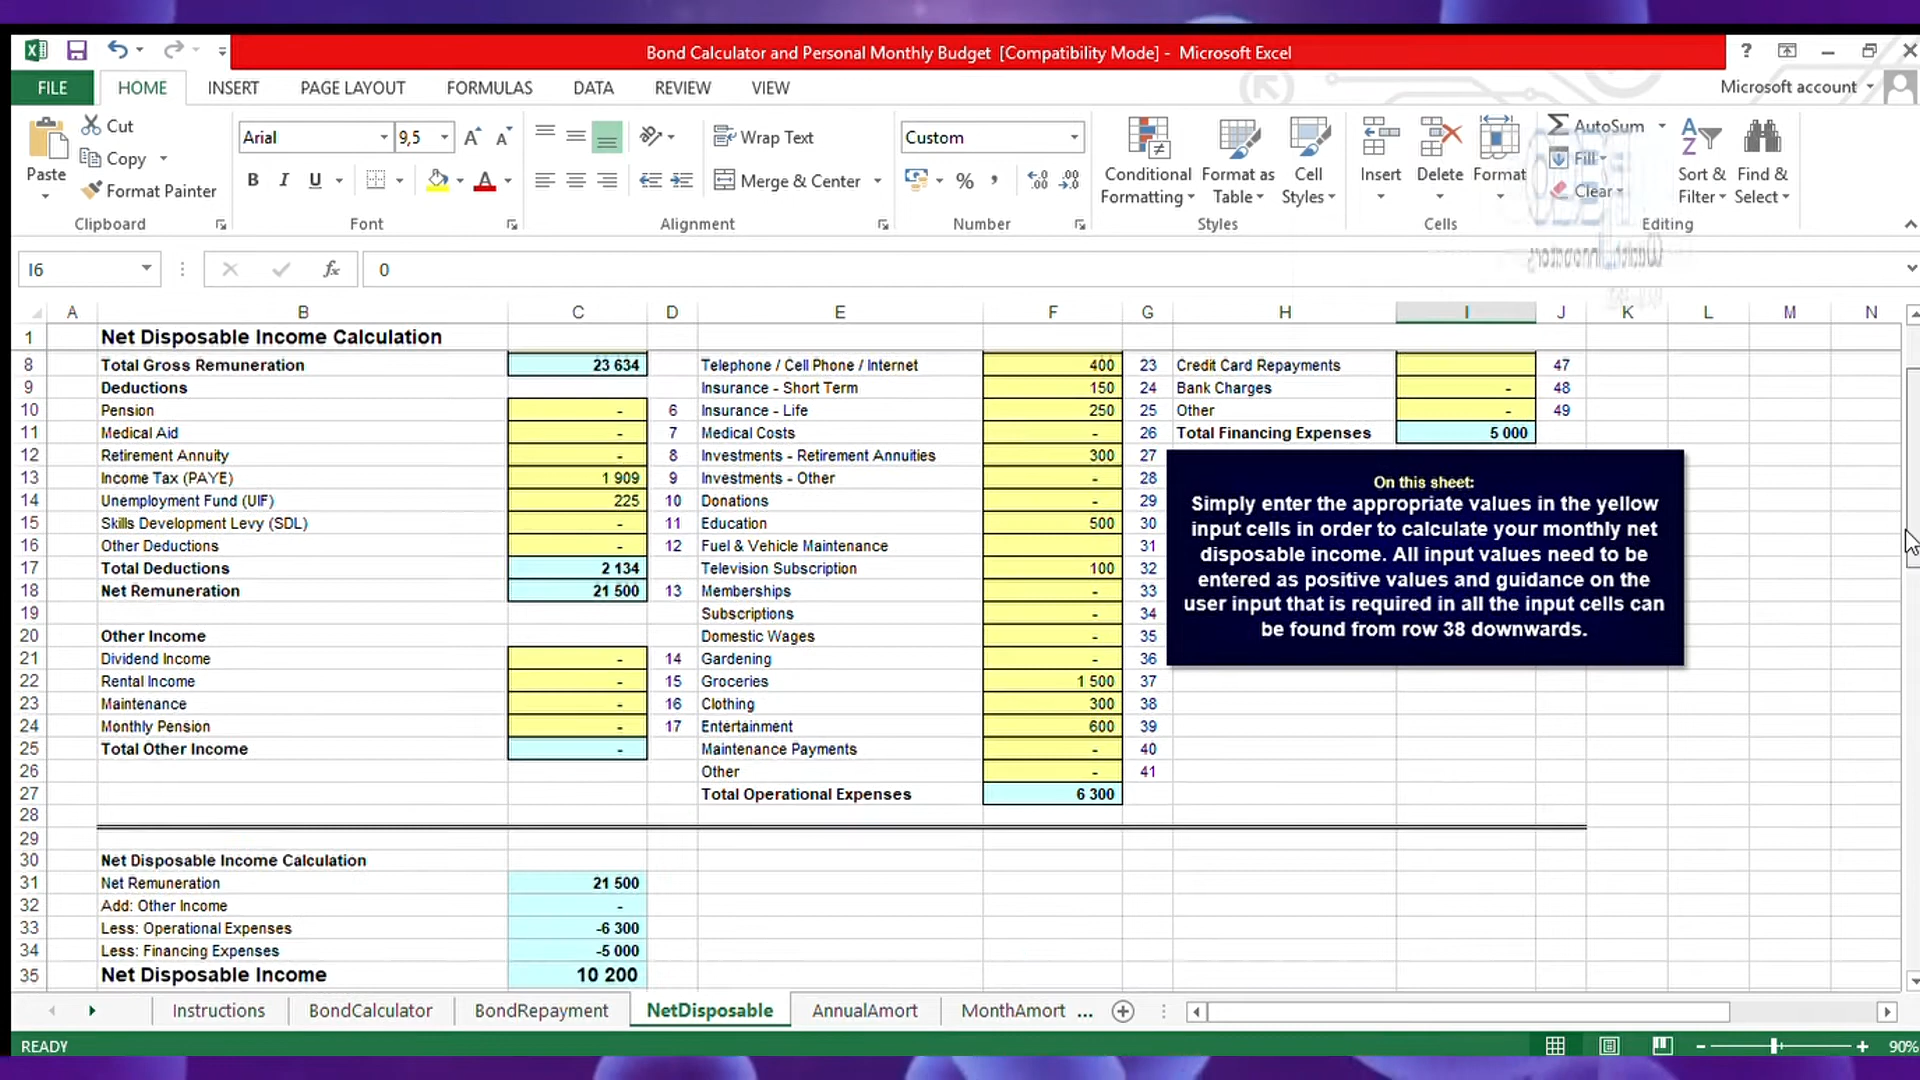 Bond Calculator and Personal Monthly Budget [Compatibility Mode] - Microsoft Excel
?
FILE HOME INSERT PAGE LAYOUT FORMULAS DATA REVIEW VIEW Microsoft account
Cut
Copy
Format Painter
Paste
Clipboard
Arial 9,5
B I U
Font
Wrap Text
Merge & Center
Alignment
Custom
%
Number
Conditional Formatting
Format as Table
Cell Styles
Styles
Insert Delete Format
Cells
AutoSum
Fill
Clear
Sort & Filter
Find & Select
Editing
I6 fx 0
A B C D E F G H I J K L M N
1 Net Disposable Income Calculation
8 Total Gross Remuneration 23 634 Telephone / Cell Phone / Internet 400 23 Credit Card Repayments 47
9 Deductions Insurance - Short Term 150 24 Bank Charges - 48
10 Pension - 6 Insurance - Life 250 25 Other - 49
11 Medical Aid - 7 Medical Costs - 26 Total Financing Expenses 5 000
12 Retirement Annuity - 8 Investments - Retirement Annuities 300 27
13 Income Tax (PAYE) 1 909 9 Investments - Other - 28
14 Unemployment Fund (UIF) 225 10 Donations - 29
15 Skills Development Levy (SDL) - 11 Education 500 30
16 Other Deductions - 12 Fuel & Vehicle Maintenance 31
17 Total Deductions 2 134 Television Subscription 100 32
18 Net Remuneration 21 500 13 Memberships - 33
19 Subscriptions - 34
20 Other Income Domestic Wages - 35
21 Dividend Income - 14 Gardening - 36
22 Rental Income - 15 Groceries 1 500 37
23 Maintenance - 16 Clothing 300 38
24 Monthly Pension - 17 Entertainment 600 39
25 Total Other Income - Maintenance Payments - 40
26 Other - 41
27 Total Operational Expenses 6 300
28
29
30 Net Disposable Income Calculation
31 Net Remuneration 21 500
32 Add: Other Income -
33 Less: Operational Expenses -6 300
34 Less: Financing Expenses -5 000
35 Net Disposable Income 10 200
On this sheet:
Simply enter the appropriate values in the yellow
input cells in order to calculate your monthly net
disposable income. All input values need to be
entered as positive values and guidance on the
user input that is required in all the input cells can
be found from row 38 downwards.
Instructions BondCalculator BondRepayment NetDisposable AnnualAmort MonthAmort ...
READY 90%